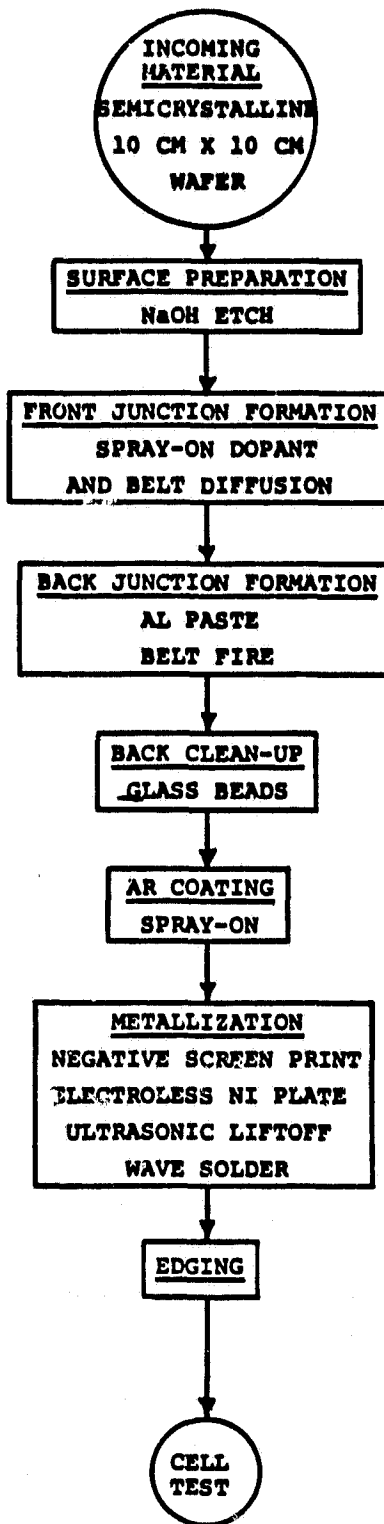 INCOMING
MATERIAL
SEMICRYSTALLINE
10 CM X 10 CM
WAFER
SURFACE PREPARATION
NaOH ETCH
FRONT JUNCTION FORMATION
SPRAY-ON DOPANT
AND BELT DIFFUSION
BACK JUNCTION FORMATION
AL PASTE
BELT FIRE
BACK CLEAN-UP
GLASS BEADS
AR COATING
SPRAY-ON
METALLIZATION
NEGATIVE SCREEN PRINT
ELECTROLESS NI PLATE
ULTRASONIC LIFTOFF
WAVE SOLDER
EDGING
CELL
TEST